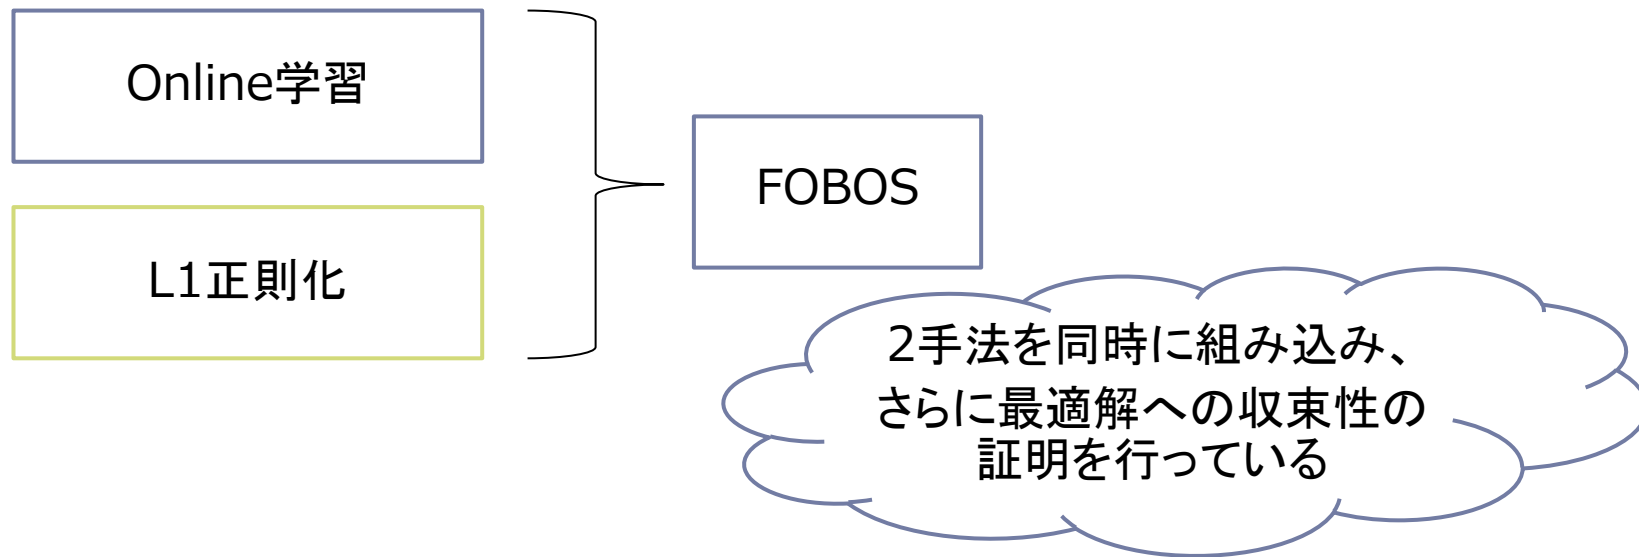 Online学習
L1正則化
FOBOS
2手法を同時に組み込み、
さらに最適解への収束性の
証明を行っている